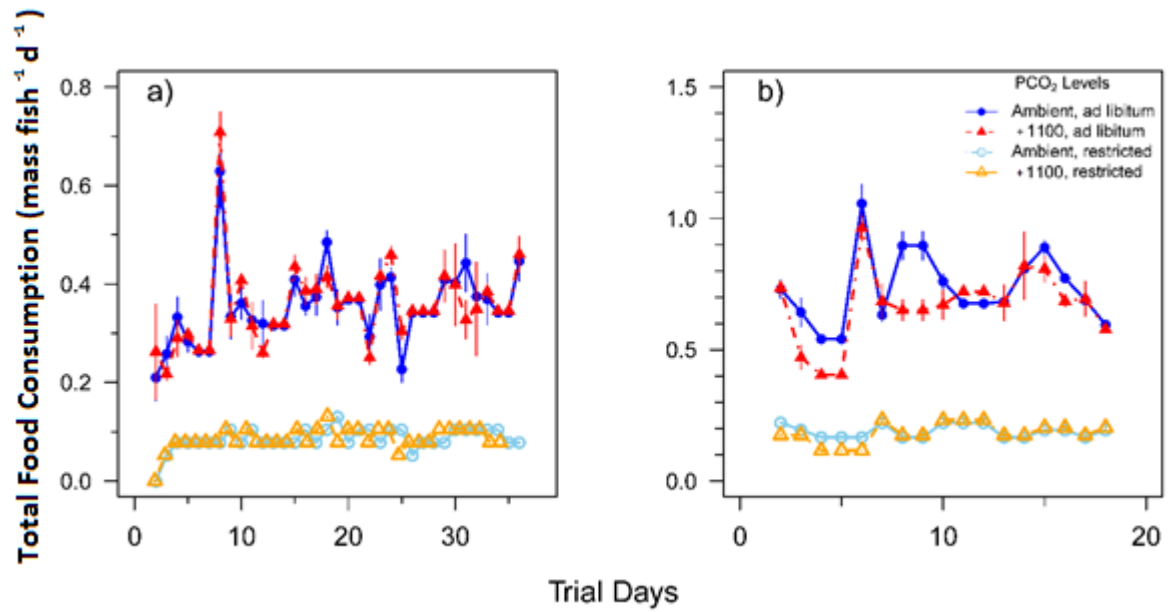 Total Food Consumption (mass fish ⁻¹ d ⁻¹)
a)
0.8
0.6
0.4
0.2
0.0
0 10 20 30
b)
PCO₂ Levels
Ambient, ad libitum
+1100, ad libitum
Ambient, restricted
+1100, restricted
1.5
1.0
0.5
0.0
0 10 20
Trial Days